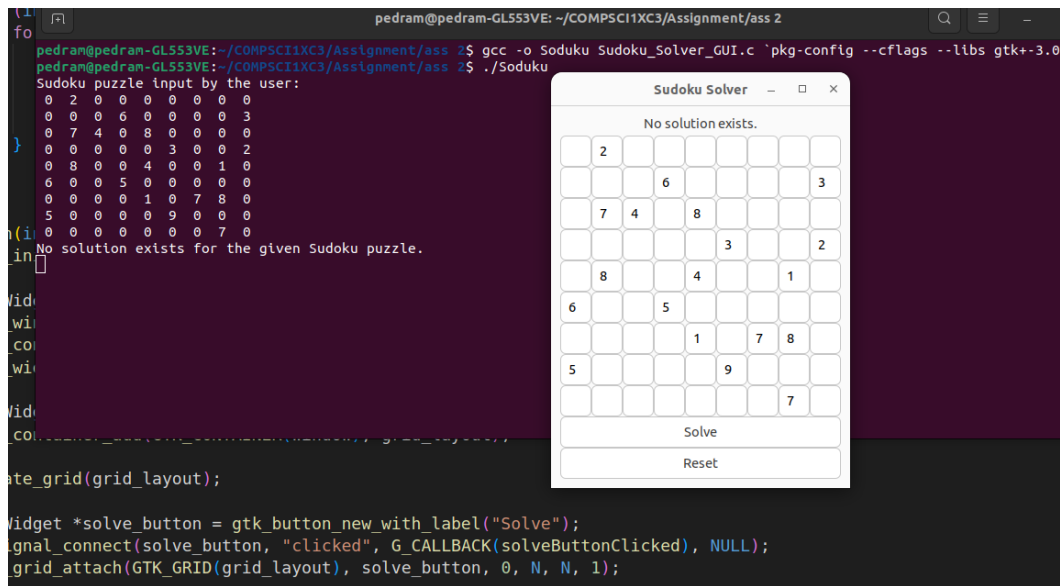 (in
fo
}
pedram@pedram-GL553VE: ~/COMPSCI1XC3/Assignment/ass 2
pedram@pedram-GL553VE:~/COMPSCI1XC3/Assignment/ass 2$ gcc -o Soduku Sudoku_Solver_GUI.c `pkg-config --cflags --libs gtk+-3.0
pedram@pedram-GL553VE:~/COMPSCI1XC3/Assignment/ass 2$ ./Soduku
Sudoku puzzle input by the user:
0 2 0 0 0 0 0 0 0
0 0 0 6 0 0 0 0 3
0 7 4 0 8 0 0 0 0
0 0 0 0 0 3 0 0 2
0 8 0 0 4 0 0 1 0
6 0 0 5 0 0 0 0 0
0 0 0 0 1 0 7 8 0
5 0 0 0 0 9 0 0 0
0 0 0 0 0 0 0 7 0
No solution exists for the given Sudoku puzzle.
Sudoku Solver
No solution exists.
2
6 3
7 4 8
3 2
8 4 1
6 5
1 7 8
5 9
7
Solve
Reset
ate_grid(grid_layout);
Widget *solve_button = gtk_button_new_with_label("Solve");
ignal_connect(solve_button, "clicked", G_CALLBACK(solveButtonClicked), NULL);
_grid_attach(GTK_GRID(grid_layout), solve_button, 0, N, N, 1);